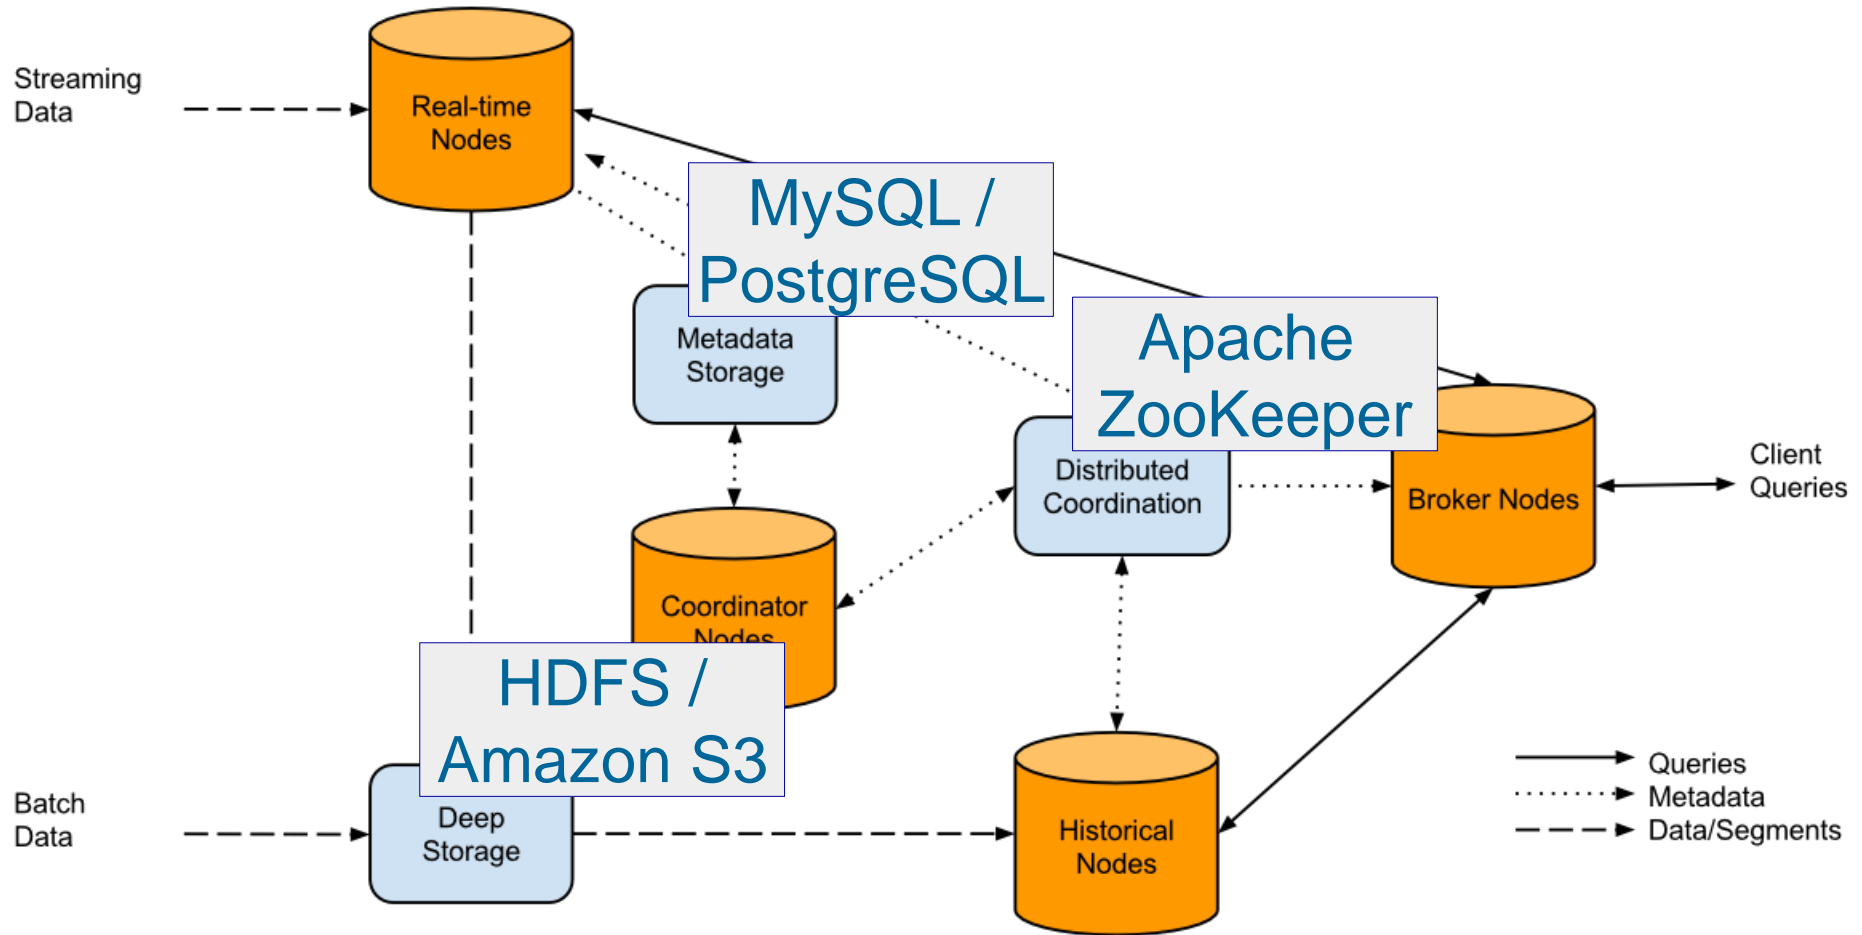 Streaming
Data
Real-time
Nodes
MySQL /
PostgreSQL
Metadata
Storage
Apache
ZooKeeper
Distributed
Coordination
Broker Nodes
Client
Queries
Coordinator
Nodes
HDFS /
Amazon S3
Batch
Data
Deep
Storage
Historical
Nodes
Queries
Metadata
Data/Segments